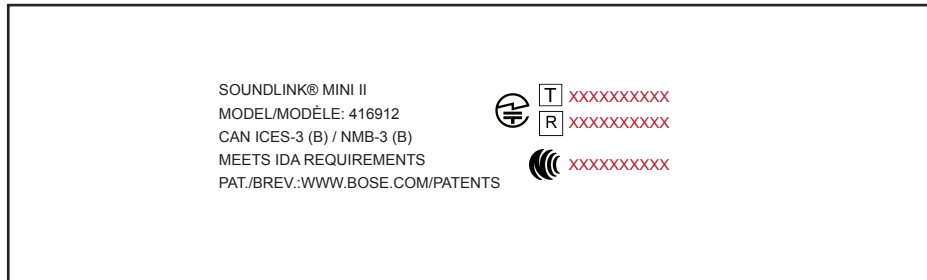 SOUNDLINK® MINI II
MODEL/MODÈLE: 416912
CAN ICES-3 (B) / NMB-3 (B)
MEETS IDA REQUIREMENTS
PAT./BREV.:WWW.BOSE.COM/PATENTS
T XXXXXXXXXX
R XXXXXXXXXX
XXXXXXXXXX